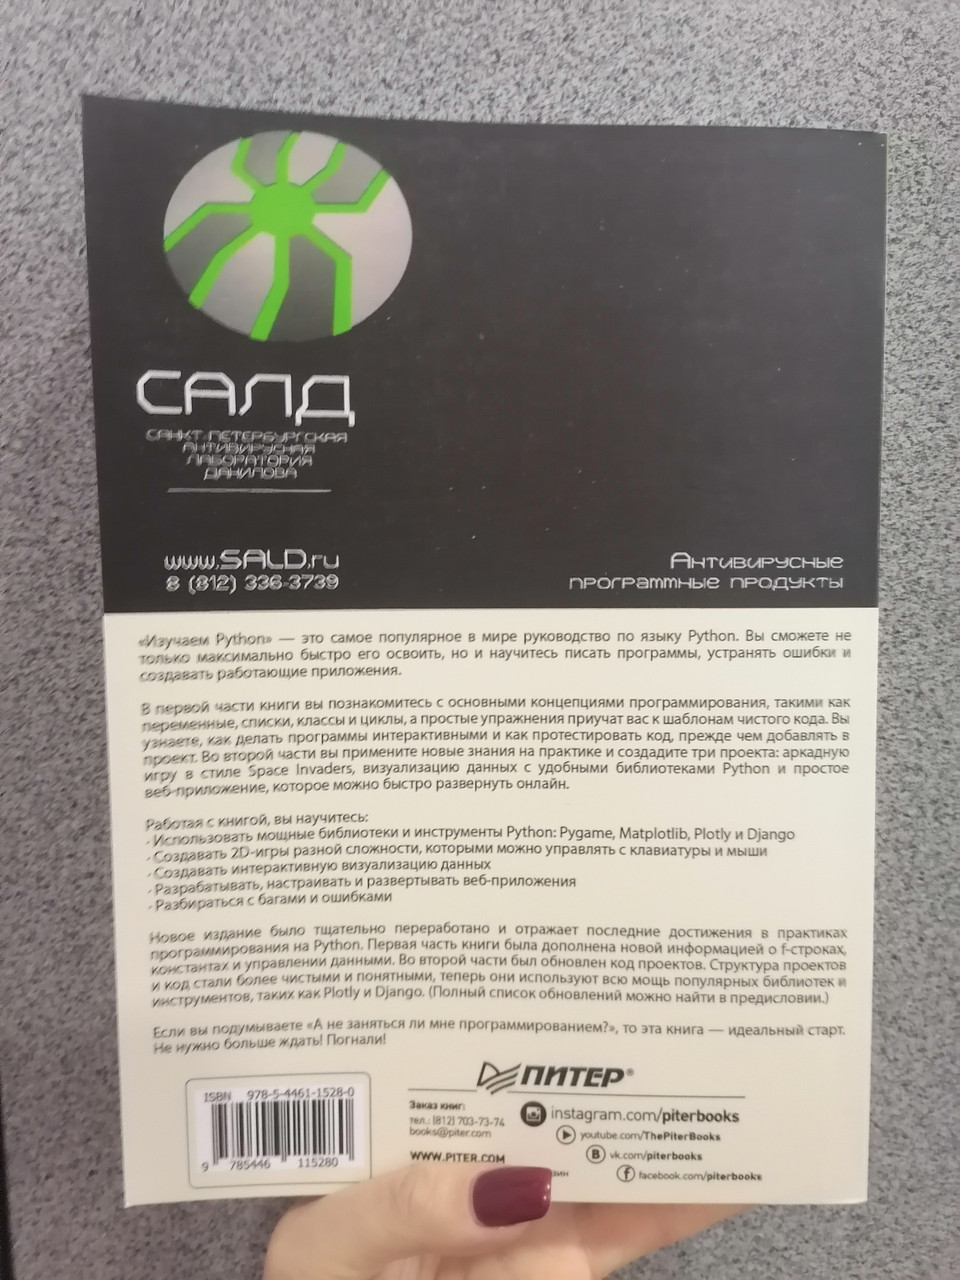 САЛД
САНКТ-ПЕТЕРБУРГСКАЯ
АНТИВИРУСНАЯ
ЛАБОРАТОРИЯ
ДАНИЛОВА
www.SALD.ru
8 (812) 336-3739
Антивирусные
программные продукты
«Изучаем Python» — это самое популярное в мире руководство по языку Python. Вы сможете не
только максимально быстро его освоить, но и научитесь писать программы, устранять ошибки и
создавать работающие приложения.
В первой части книги вы познакомитесь с основными концепциями программирования, такими как
переменные, списки, классы и циклы, а простые упражнения приучат вас к шаблонам чистого кода. Вы
узнаете, как делать программы интерактивными и как протестировать код, прежде чем добавлять в
проект. Во второй части вы примените новые знания на практике и создадите три проекта: аркадную
игру в стиле Space Invaders, визуализацию данных с удобными библиотеками Python и простое
веб-приложение, которое можно быстро развернуть онлайн.
Работая с книгой, вы научитесь:
· Использовать мощные библиотеки и инструменты Python: Pygame, Matplotlib, Plotly и Django
· Создавать 2D-игры разной сложности, которыми можно управлять с клавиатуры и мыши
· Создавать интерактивную визуализацию данных
· Разрабатывать, настраивать и развертывать веб-приложения
· Разбираться с багами и ошибками
Новое издание было тщательно переработано и отражает последние достижения в практиках
программирования на Python. Первая часть книги была дополнена новой информацией о f-строках,
константах и управлении данными. Во второй части был обновлен код проектов. Структура проектов
и код стали более чистыми и понятными, теперь они используют всю мощь популярных библиотек и
инструментов, таких как Plotly и Django. (Полный список обновлений можно найти в предисловии.)
Если вы подумываете «А не заняться ли мне программированием?», то эта книга — идеальный старт.
Не нужно больше ждать! Погнали!
ISBN 978-5-4461-1528-0
9 785446 115280
ПИТЕР®
Заказ книг:
тел.: (812) 703-73-74
books@piter.com
WWW.PITER.COM
instagram.com/piterbooks
youtube.com/ThePiterBooks
vk.com/piterbooks
facebook.com/piterbooks